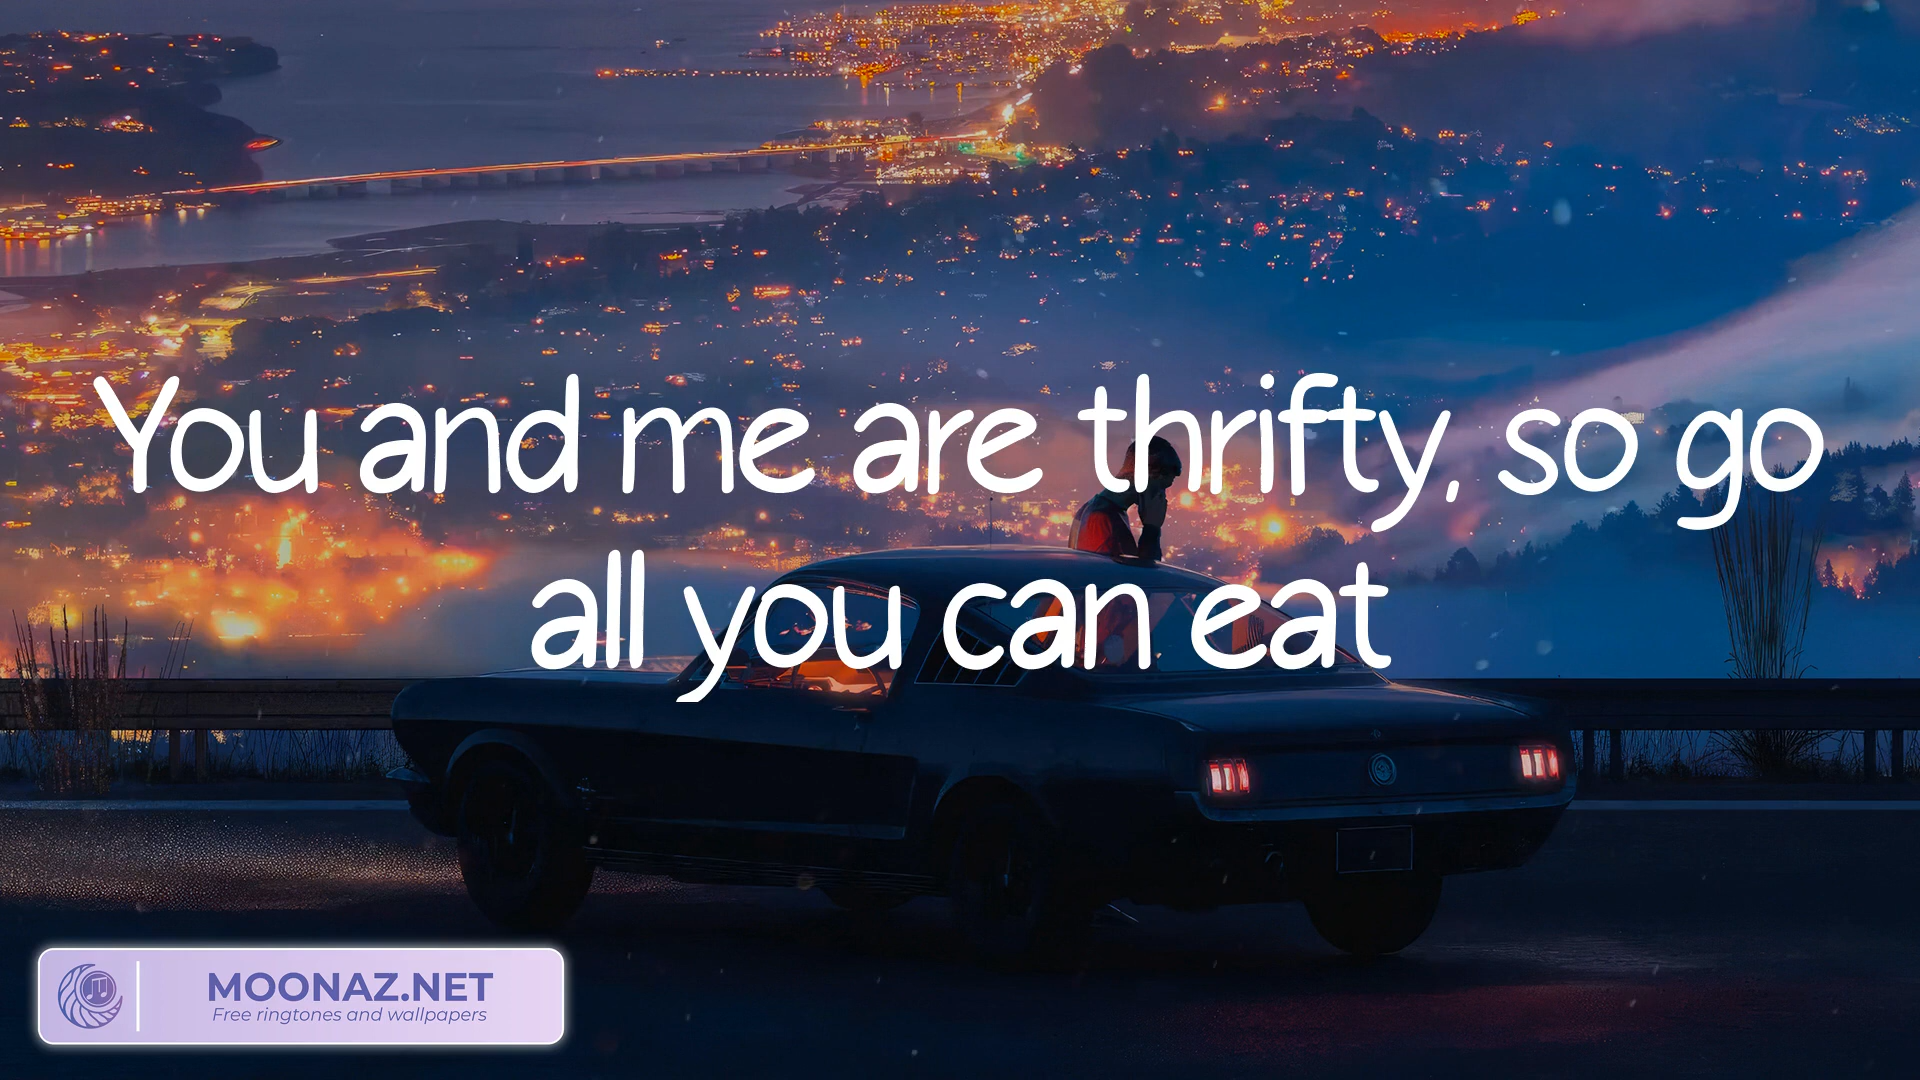 You and me are thrifty, so go
all you can eat
MOONAZ.NET
Free ringtones and wallpapers